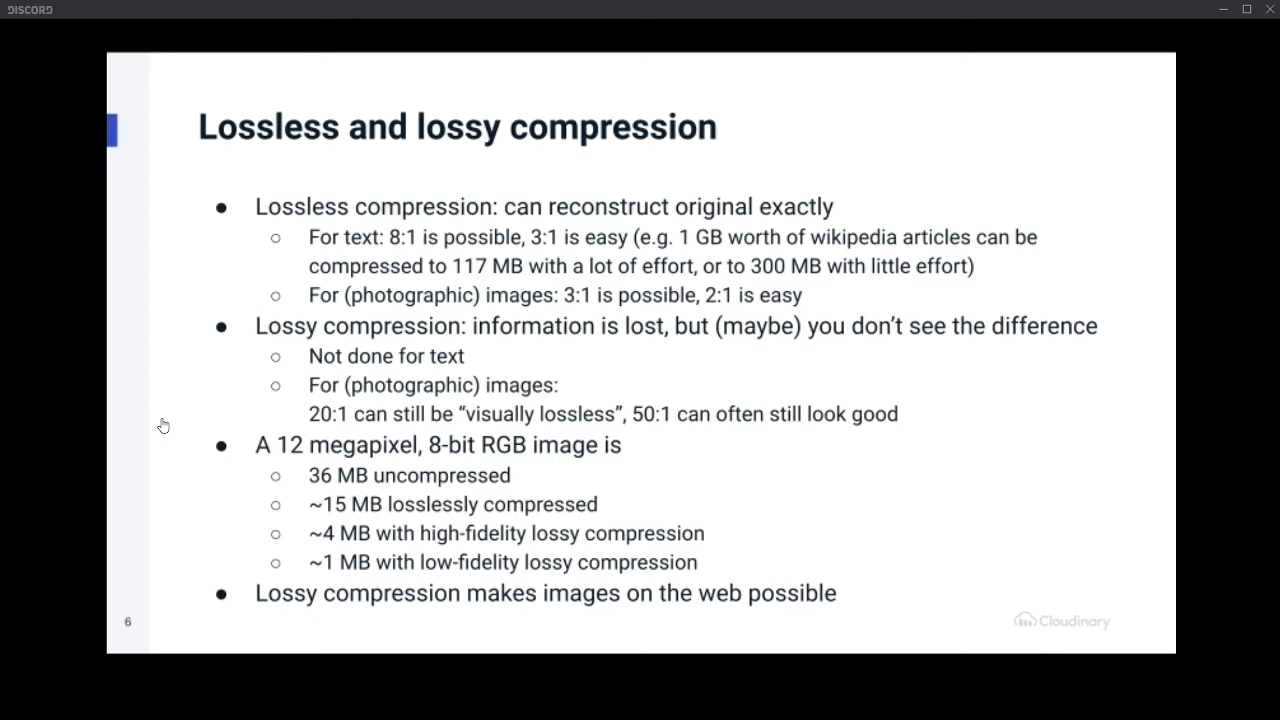 DISCORD
Lossless and lossy compression
● Lossless compression: can reconstruct original exactly
○ For text: 8:1 is possible, 3:1 is easy (e.g. 1 GB worth of wikipedia articles can be
compressed to 117 MB with a lot of effort, or to 300 MB with little effort)
○ For (photographic) images: 3:1 is possible, 2:1 is easy
● Lossy compression: information is lost, but (maybe) you don’t see the difference
○ Not done for text
○ For (photographic) images:
20:1 can still be “visually lossless”, 50:1 can often still look good
● A 12 megapixel, 8-bit RGB image is
○ 36 MB uncompressed
○ ~15 MB losslessly compressed
○ ~4 MB with high-fidelity lossy compression
○ ~1 MB with low-fidelity lossy compression
● Lossy compression makes images on the web possible
6
Cloudinary